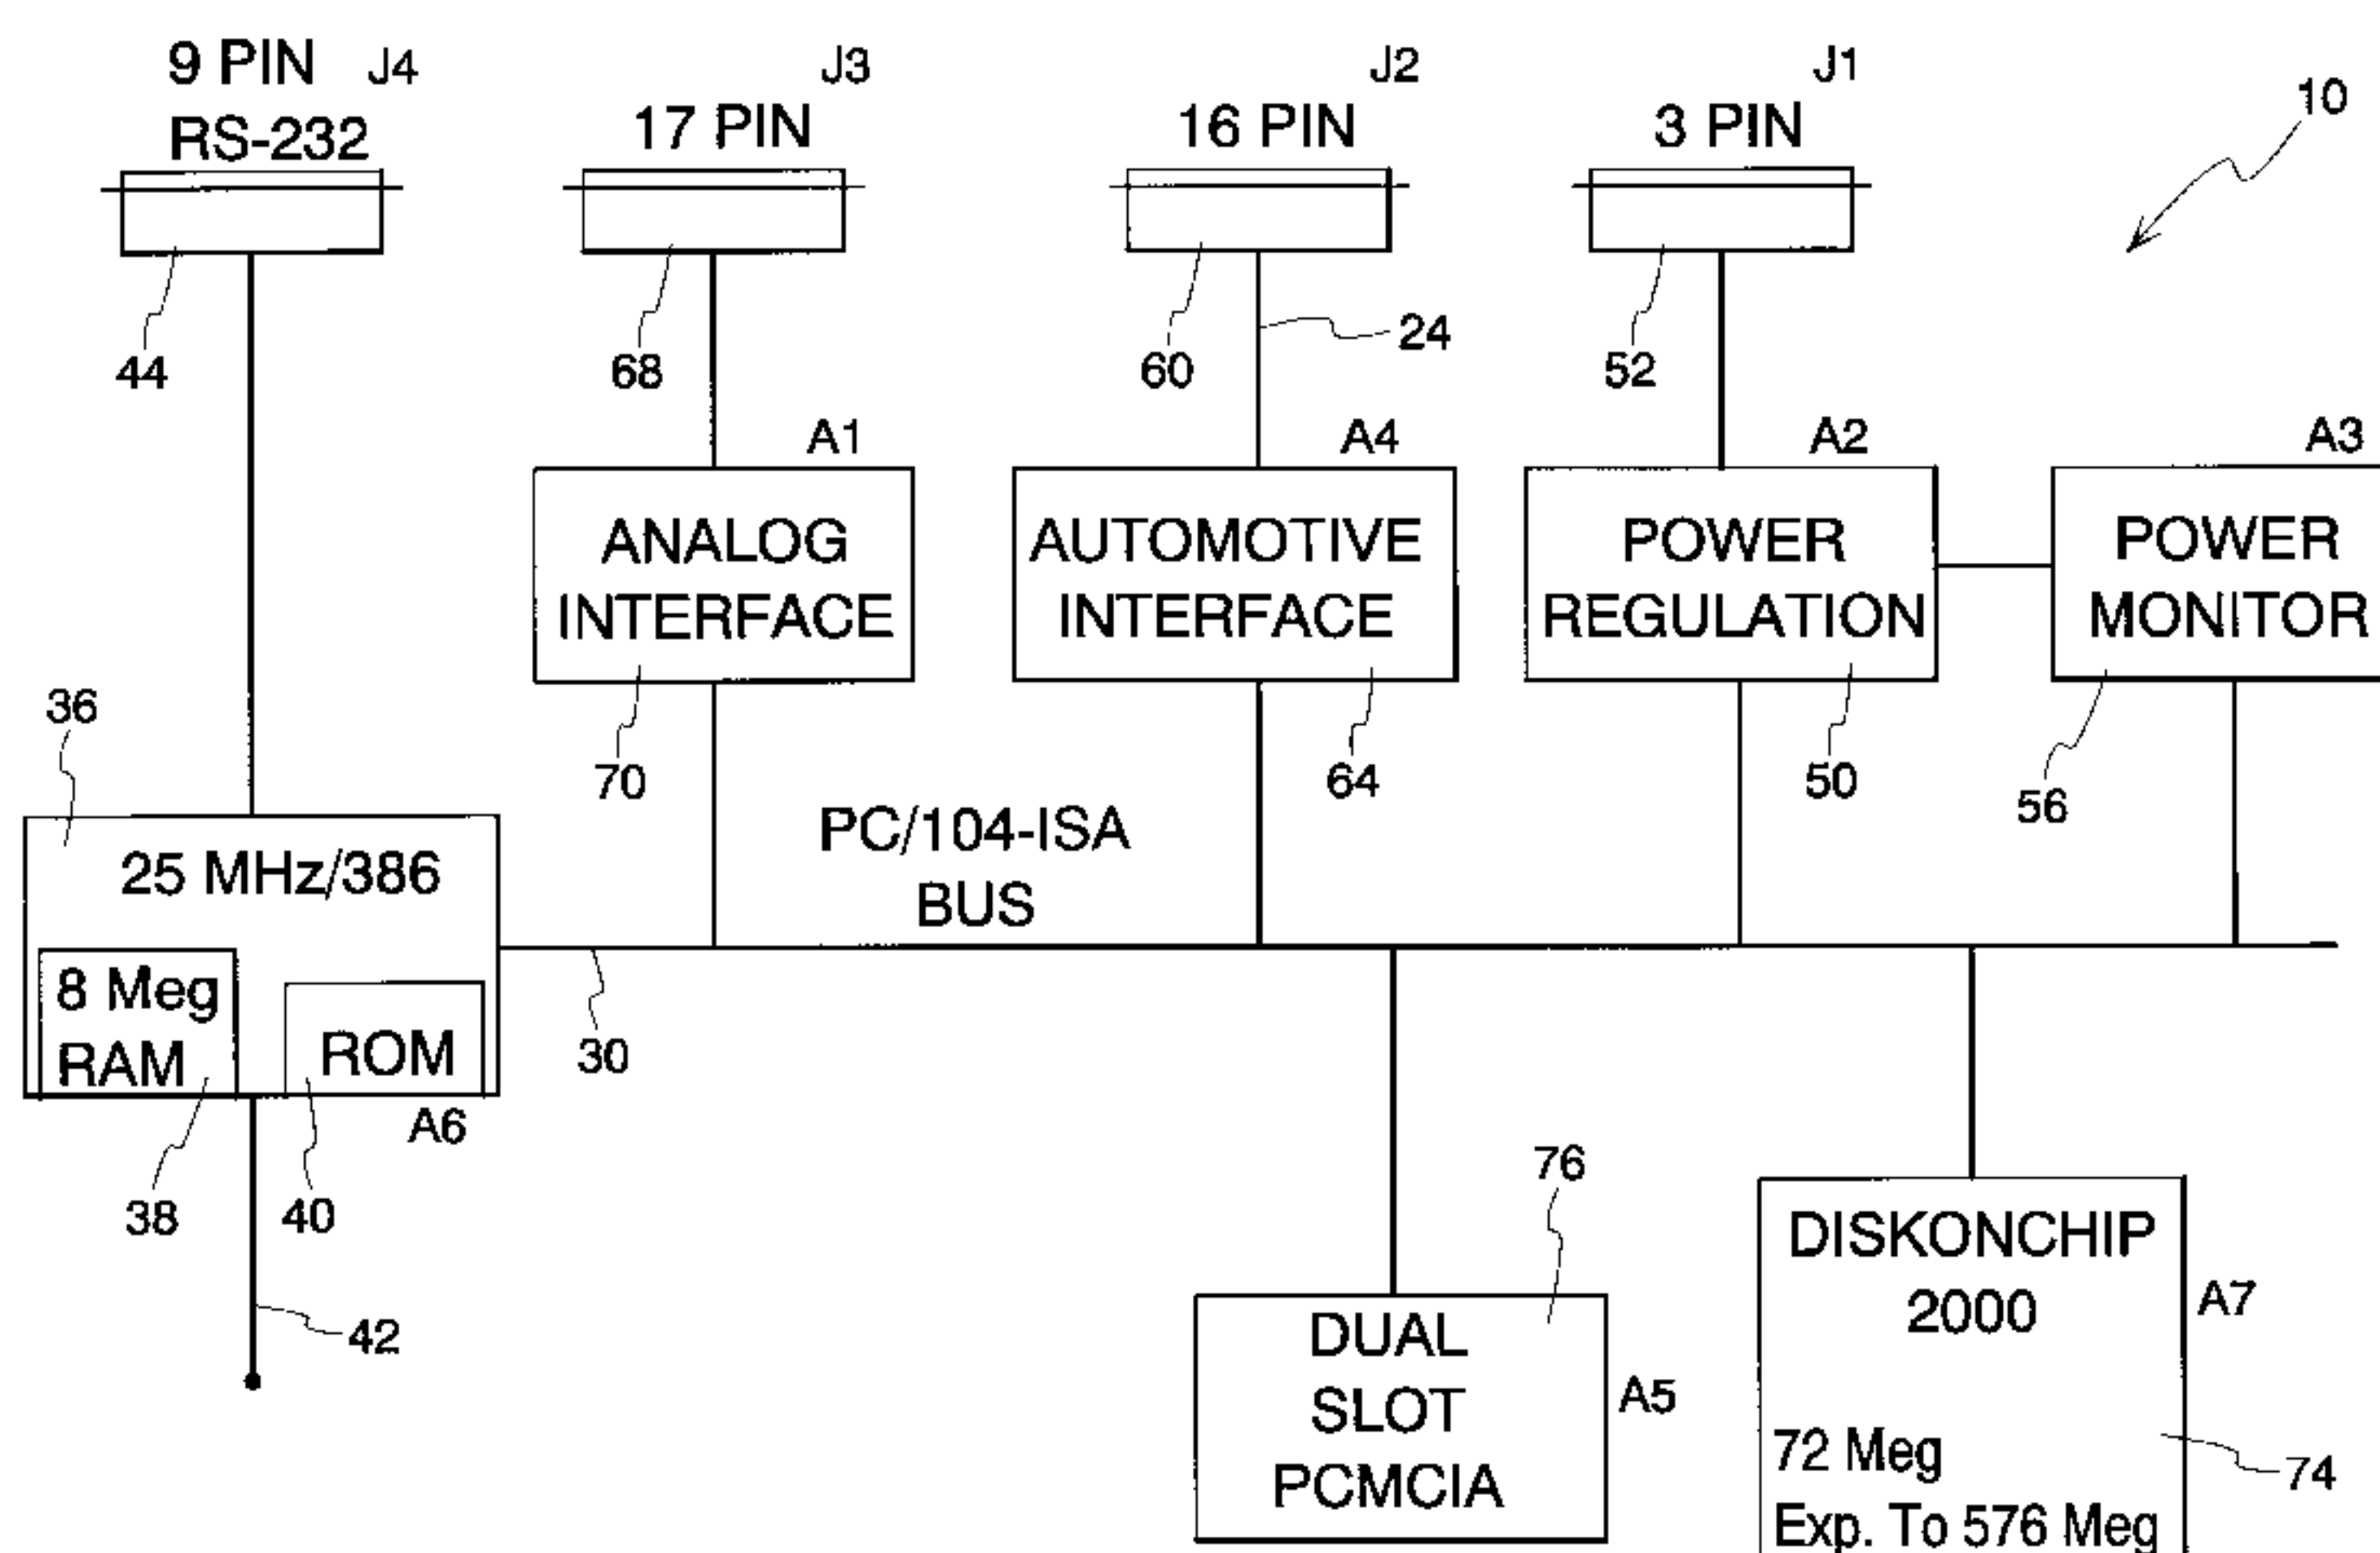 9 PIN J4
RS-232
J3
17 PIN
J2
16 PIN
J1
3 PIN
10
44
68
60
24
52
A1
A4
A2
A3
ANALOG
INTERFACE
AUTOMOTIVE
INTERFACE
POWER
REGULATION
POWER
MONITOR
36
70
64
50
56
25 MHz/386
PC/104-ISA
BUS
8 Meg
RAM
ROM
30
A6
38
40
42
76
DUAL
SLOT
PCMCIA
A5
DISKONCHIP
2000
A7
72 Meg
Exp. To 576 Meg
74